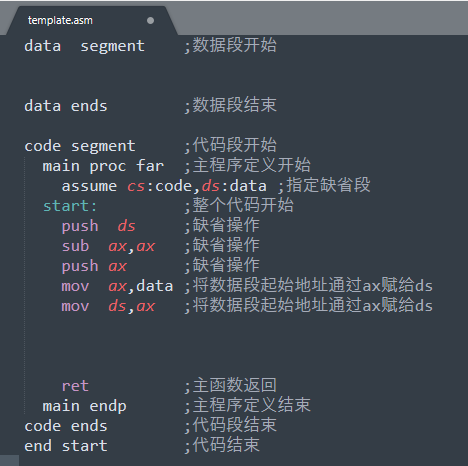 template.asm
data  segment    ;数据段开始
data ends        ;数据段结束
code segment     ;代码段开始
  main proc far  ;主程序定义开始
    assume cs:code,ds:data ;指定缺省段
  start:         ;整个代码开始
    push  ds     ;缺省操作
    sub  ax,ax   ;缺省操作
    push ax      ;缺省操作
    mov  ax,data ;将数据段起始地址通过ax赋给ds
    mov  ds,ax   ;将数据段起始地址通过ax赋给ds
    ret          ;主函数返回
  main endp      ;主程序定义结束
code ends        ;代码段结束
end start        ;代码结束